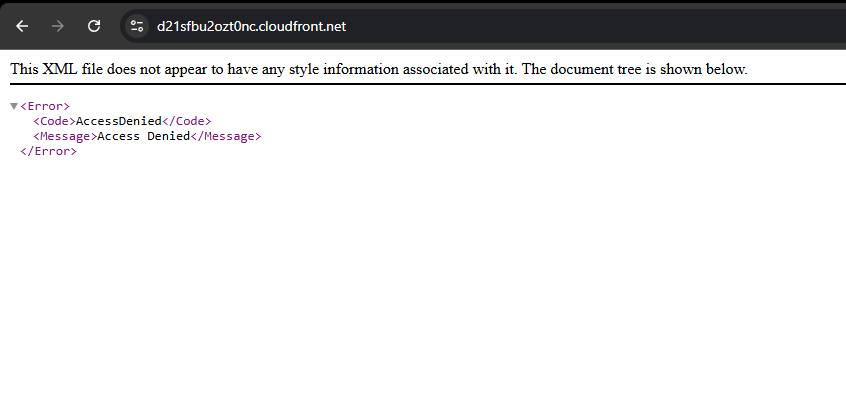 d21sfbu2ozt0nc.cloudfront.net
This XML file does not appear to have any style information associated with it. The document tree is shown below.
▼<Error>
<Code>AccessDenied</Code>
<Message>Access Denied</Message>
</Error>